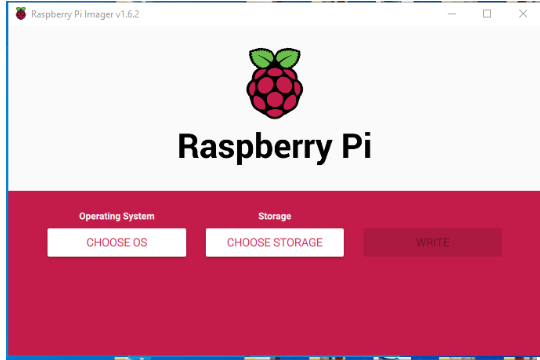 Raspberry Pi Imager v1.6.2
Raspberry Pi
Operating System
Storage
CHOOSE OS
CHOOSE STORAGE
WRITE